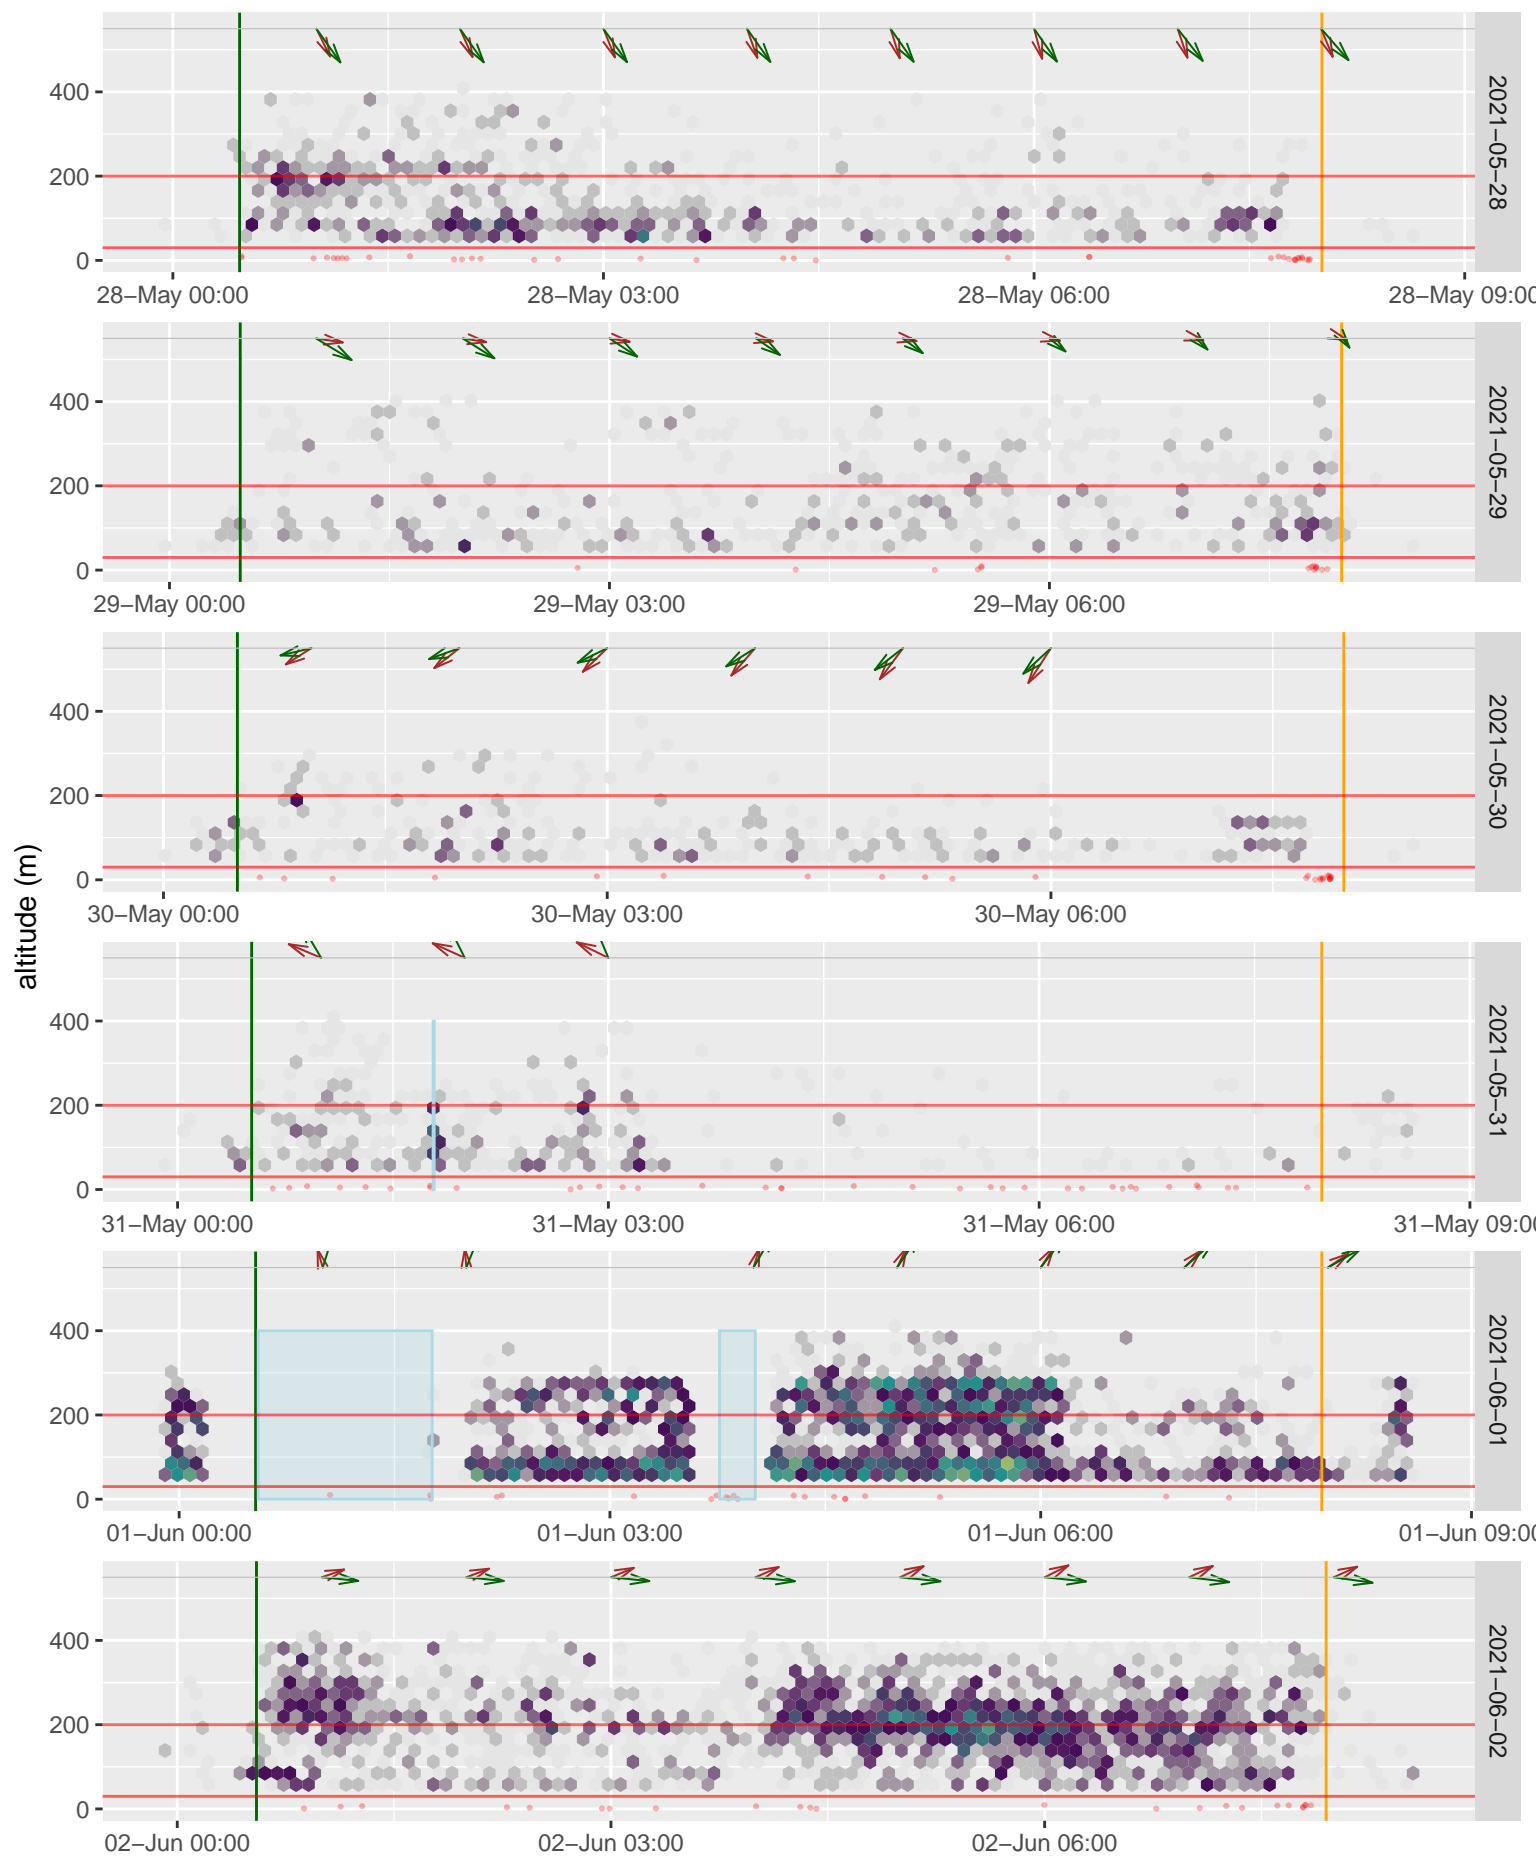 altitude (m)
400
200
0
2021−05−28
28−May 00:00
28−May 03:00
28−May 06:00
28−May 09:00
400
200
0
2021−05−29
29−May 00:00
29−May 03:00
29−May 06:00
400
200
0
2021−05−30
30−May 00:00
30−May 03:00
30−May 06:00
400
200
0
2021−05−31
31−May 00:00
31−May 03:00
31−May 06:00
31−May 09:00
400
200
0
2021−06−01
01−Jun 00:00
01−Jun 03:00
01−Jun 06:00
01−Jun 09:00
400
200
0
2021−06−02
02−Jun 00:00
02−Jun 03:00
02−Jun 06:00